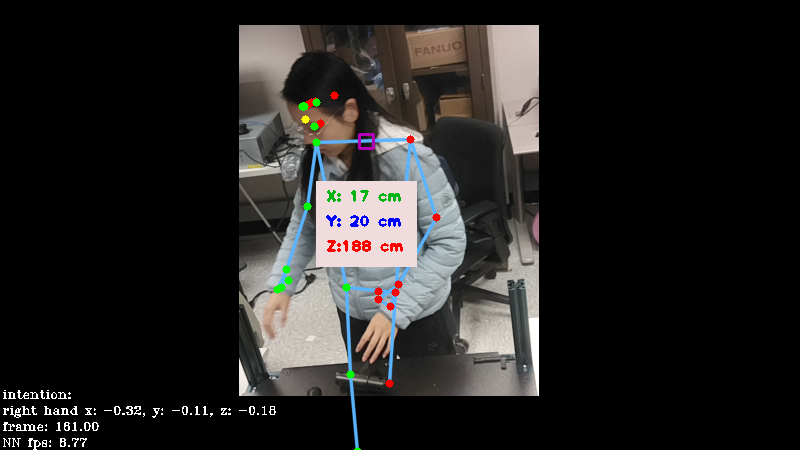 FANUC
X: 17 cm
Y: 20 cm
Z:188 cm
intention:
right hand x: -0.32, y: -0.11, z: -0.18
frame: 161.00
NN fps: 8.77